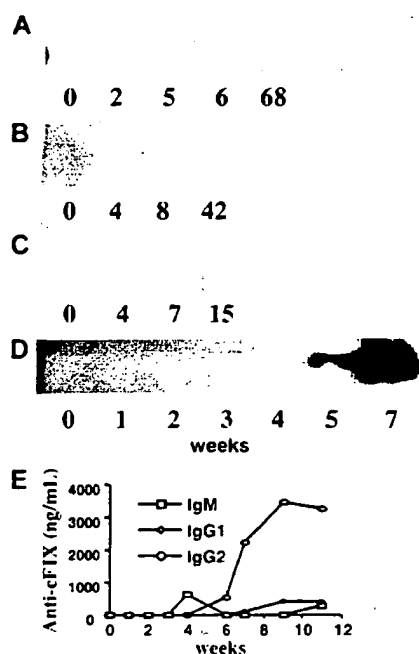 A
0 2 5 6 68
B
0 4 8 42
C
0 4 7 15
D
0 1 2 3 4 5 7
weeks
E
Anti-cFIX (ng/mL)
4000
3000
2000
1000
0
IgM
IgG1
IgG2
0 2 4 6 8 10 12
weeks